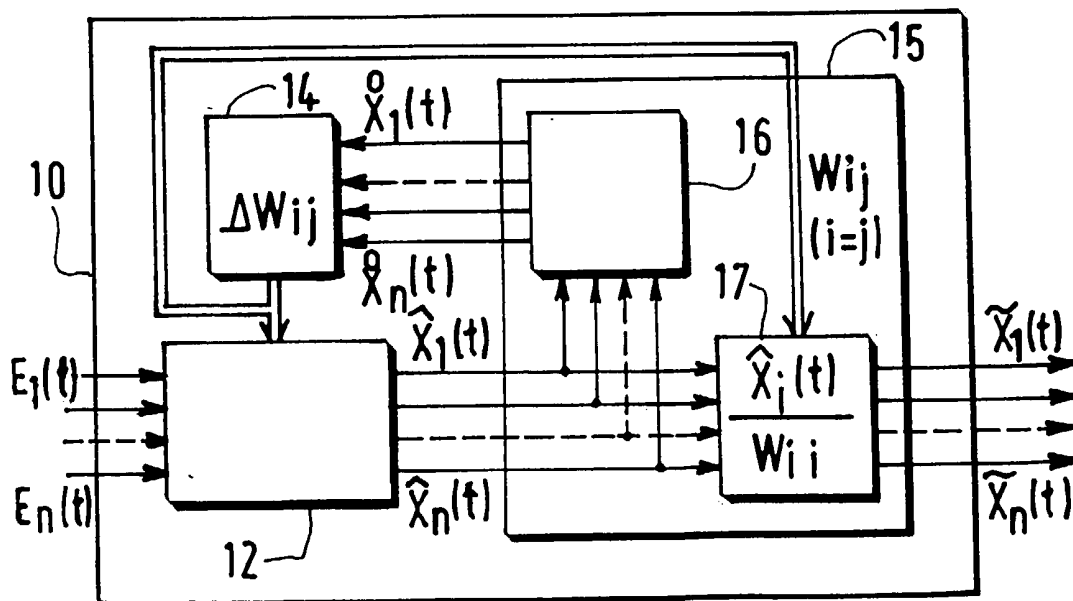 15
14
X̊₁(t)
16
10
ΔWij
Wij
(i=j)
X̊ₙ(t)
17
X̂₁(t)
X̃₁(t)
E₁(t)
X̂ᵢ(t)
Wii
Eₙ(t)
X̂ₙ(t)
X̃ₙ(t)
12